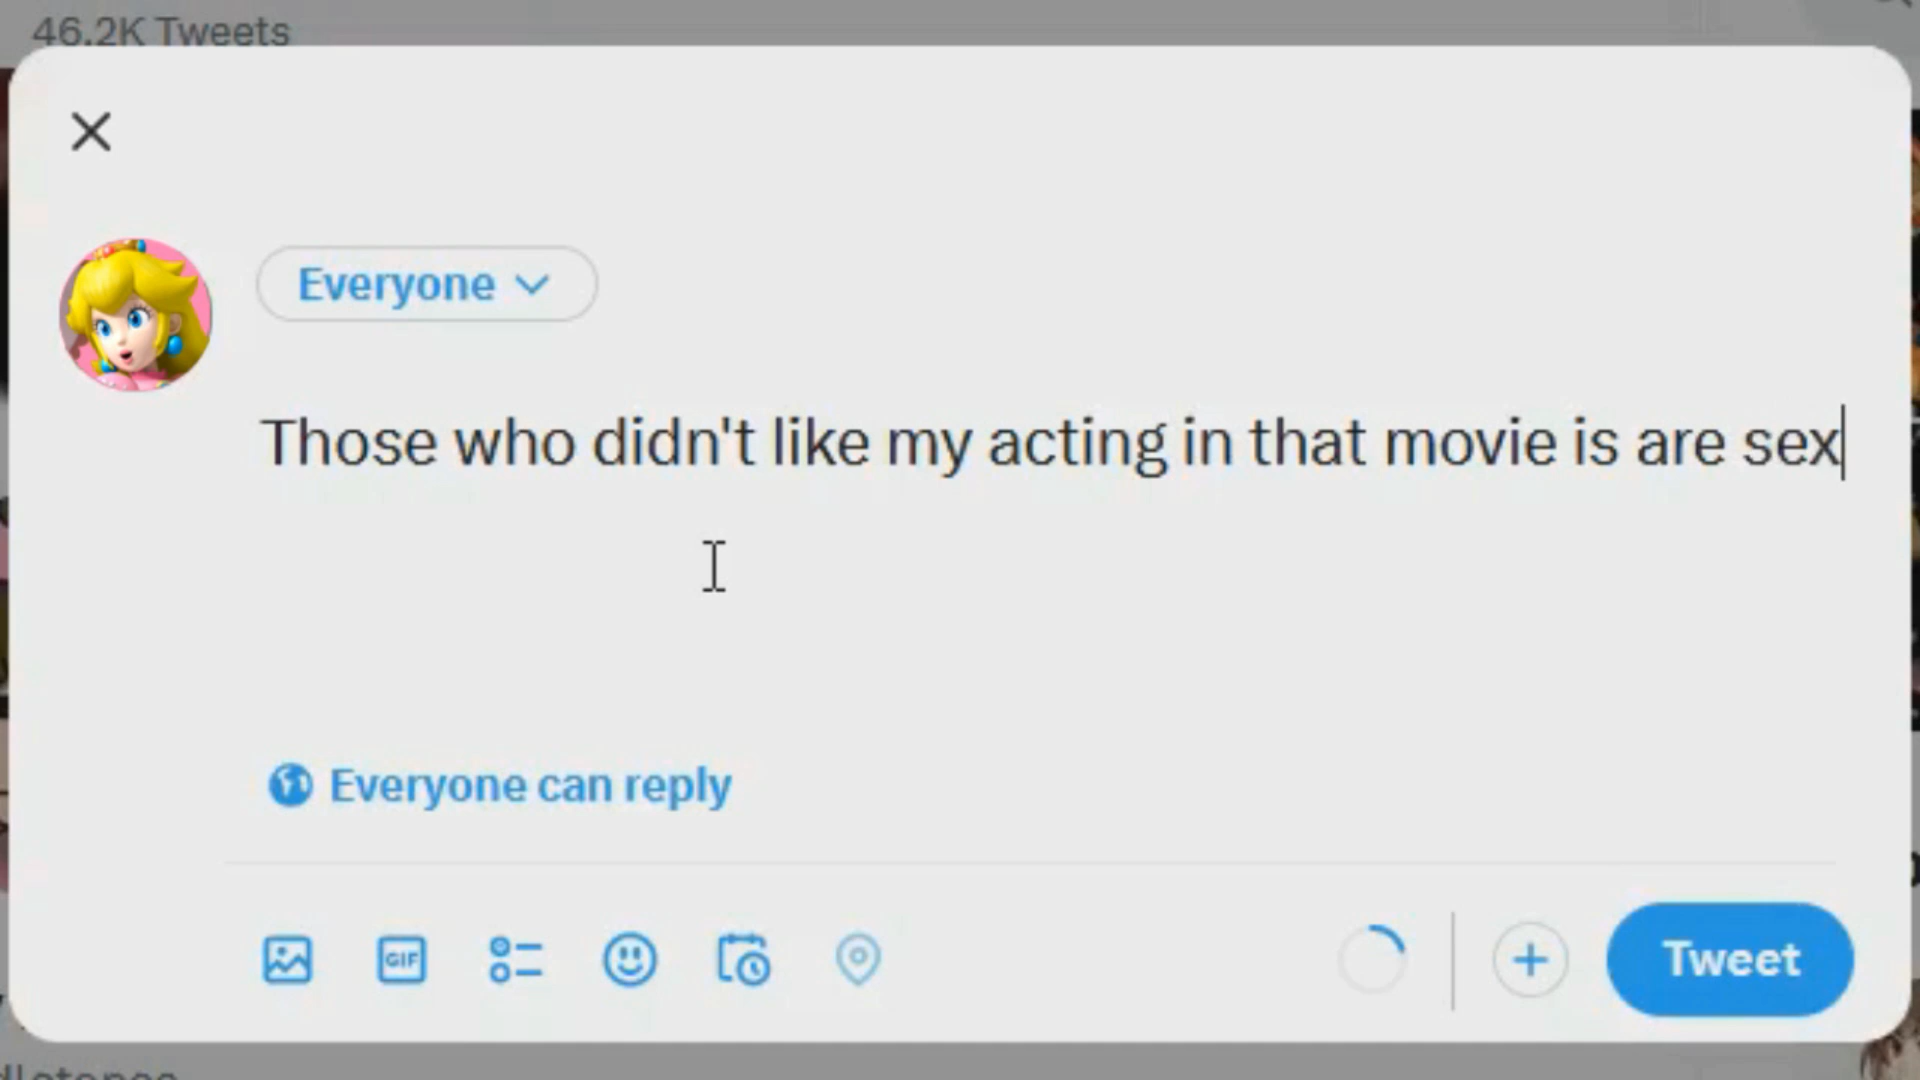 46.2K Tweets
Everyone
Those who didn't like my acting in that movie is are sex
Everyone can reply
GIF
Tweet